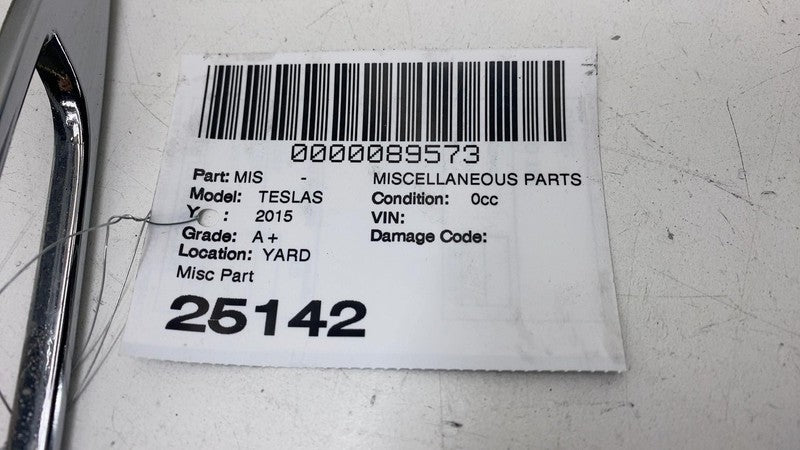 0000089573
Part: MIS - MISCELLANEOUS PARTS
Model: TESLAS Condition: 0cc
Y : 2015 VIN:
Grade: A+ Damage Code:
Location: YARD
Misc Part
25142